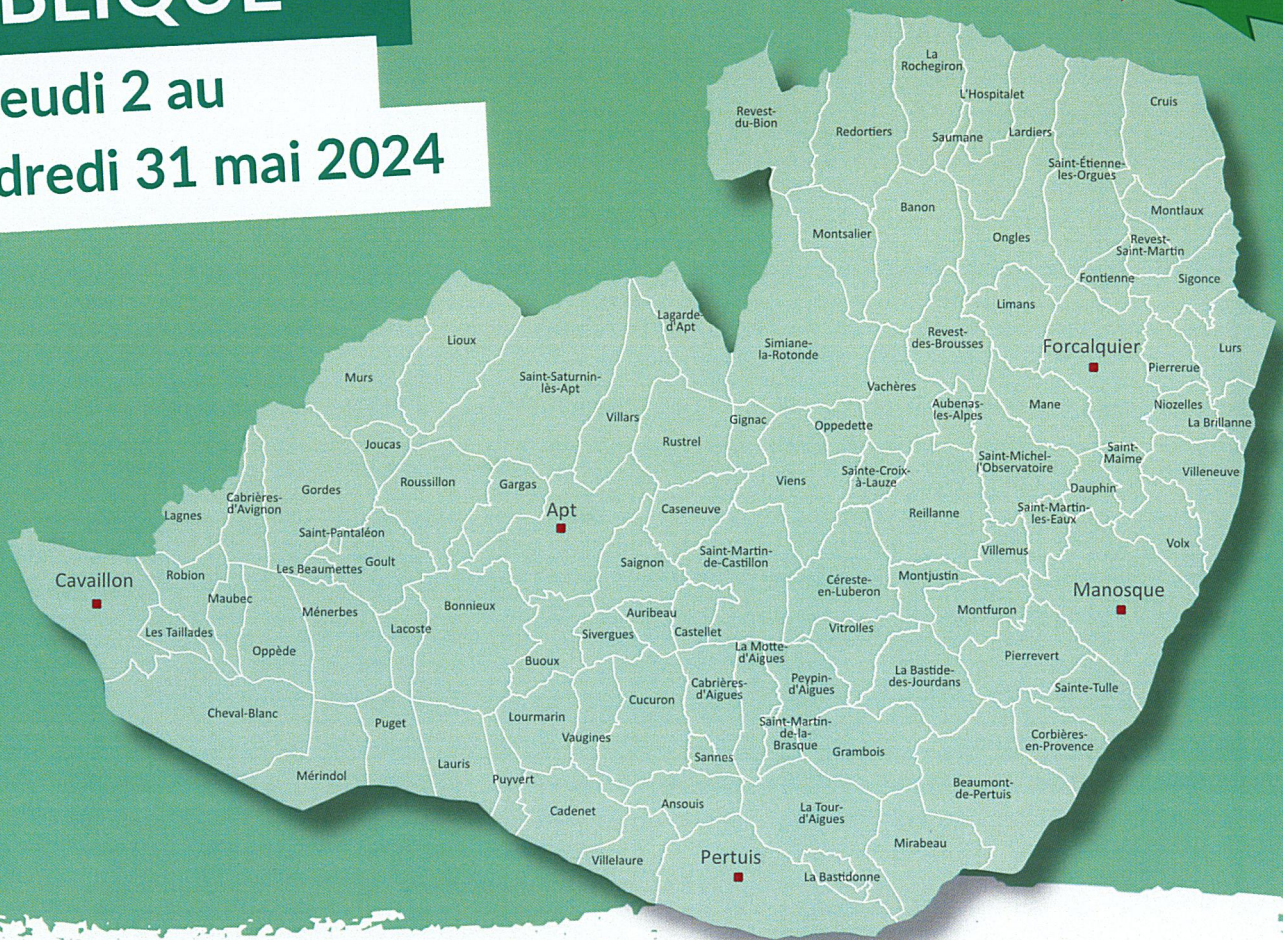 BLIQUE
eudi 2 au
dredi 31 mai 2024
La
Rochegiron
L'Hospitalet
Cruis
Revest-
du-Bion
Redortiers
Saumane
Lardiers
Saint-Étienne-
les-Orgues
Banon
Montlaux
Montsalier
Ongles
Revest-
Saint-Martin
Fontienne
Sigonce
Limans
Lagarde-
d'Apt
Lioux
Simiane-
la-Rotonde
Revest-
des-Brousses
Forcalquier
Lurs
Pierrerue
Murs
Saint-Saturnin-
lès-Apt
Vachères
Villars
Gignac
Oppedette
Aubenas-
les-Alpes
Mane
Niozelles
La Brillanne
Joucas
Rustrel
Saint-Michel-
l'Observatoire
Saint-
Maime
Villeneuve
Gordes
Roussillon
Gargas
Viens
Sainte-Croix-
à-Lauze
Dauphin
Cabrières-
d'Avignon
Lagnes
Apt
Caseneuve
Reillanne
Saint-Martin-
les-Eaux
Saint-Pantaléon
Volx
Les Beaumettes
Goult
Saignon
Saint-Martin-
de-Castillon
Villemus
Cavaillon
Robion
Céreste-
en-Luberon
Montjustin
Manosque
Maubec
Ménerbes
Bonnieux
Auribeau
Montfuron
Les Taillades
Lacoste
Sivergues
Castellet
Vitrolles
Oppède
Buoux
La Motte-
d'Aigues
Pierrevert
Cabrières-
d'Aigues
Peypin-
d'Aigues
La Bastide-
des-Jourdans
Sainte-Tulle
Cucuron
Cheval-Blanc
Puget
Lourmarin
Vaugines
Saint-Martin-
de-la-
Brasque
Grambois
Corbières-
en-Provence
Mérindol
Lauris
Puyvert
Sannes
Beaumont-
de-Pertuis
Cadenet
Ansouis
La Tour-
d'Aigues
Mirabeau
Villelaure
Pertuis
La Bastidonne